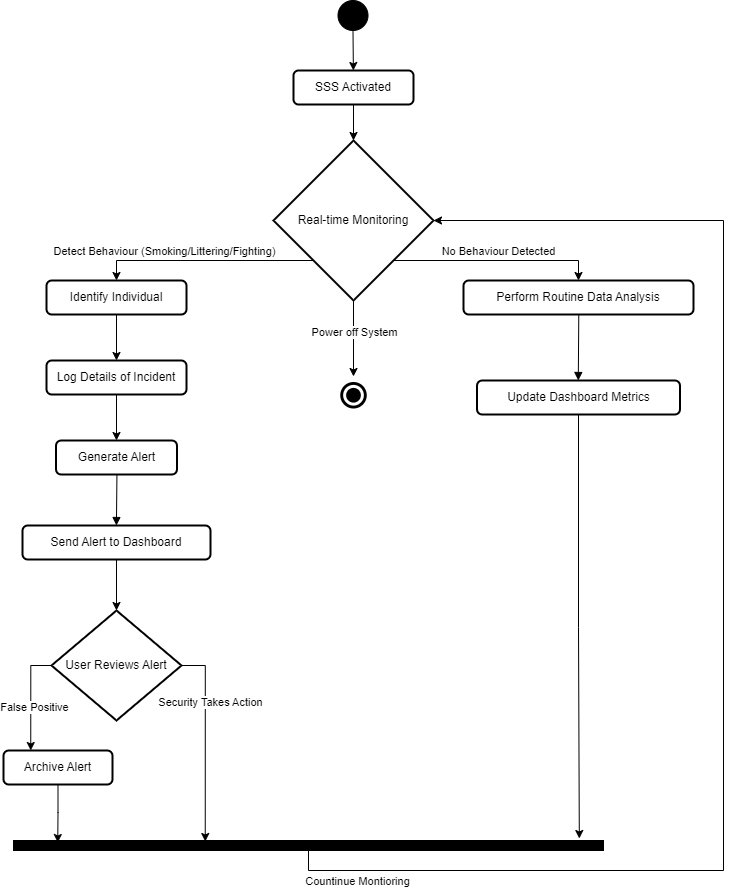 SSS Activated
Real-time Monitoring
Detect Behaviour (Smoking/Littering/Fighting)
No Behaviour Detected
Identify Individual
Perform Routine Data Analysis
Power off System
Log Details of Incident
Update Dashboard Metrics
Generate Alert
Send Alert to Dashboard
User Reviews Alert
False Positive
Security Takes Action
Archive Alert
Countinue Montioring